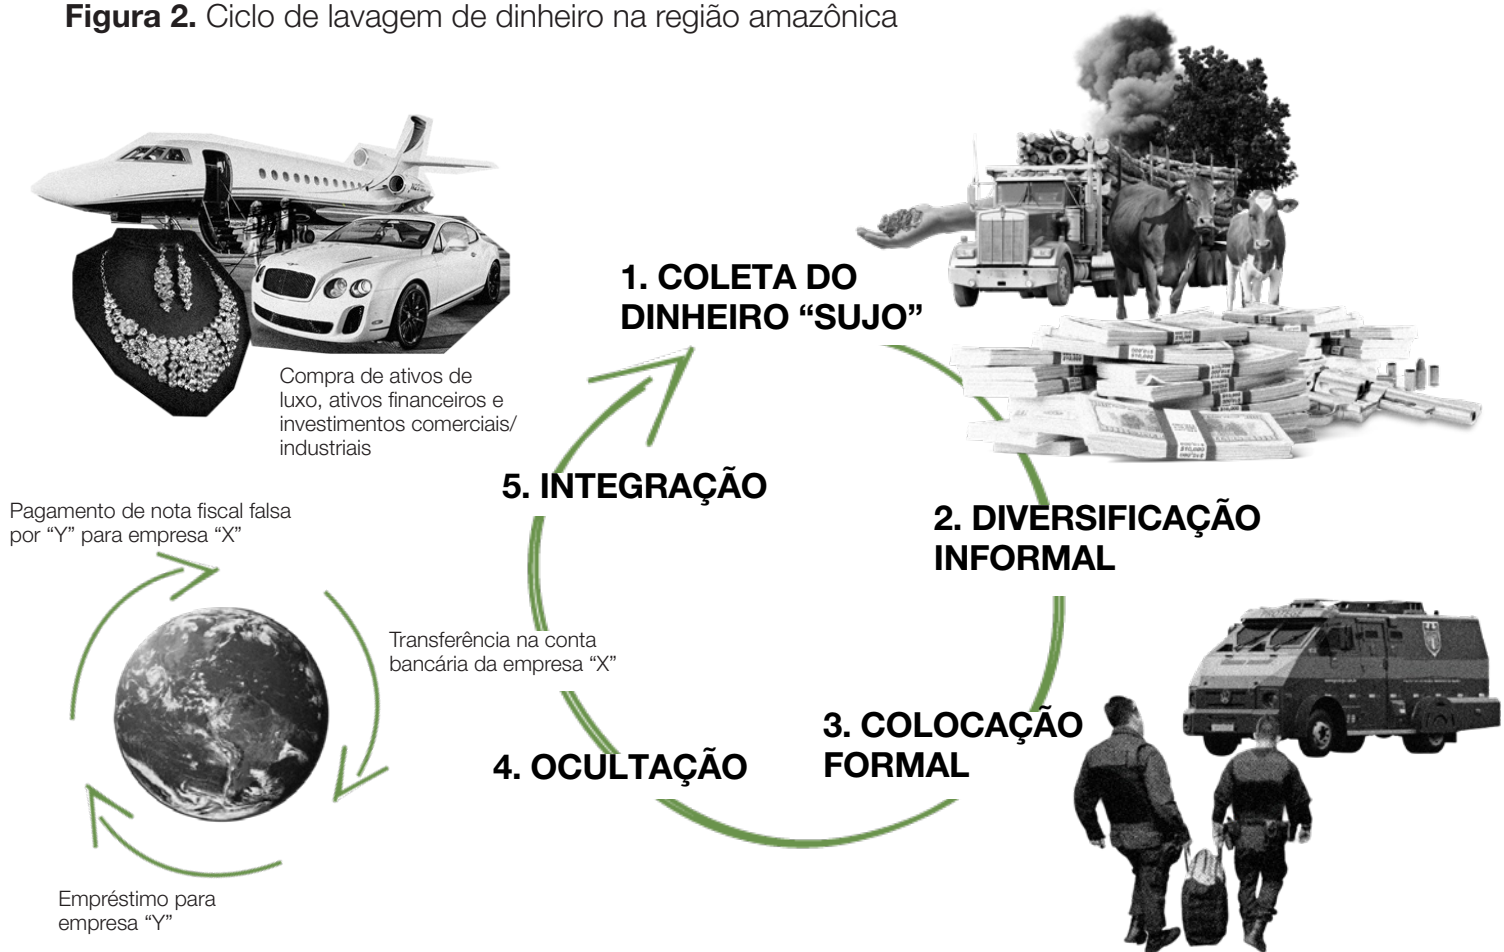 Figura 2. Ciclo de lavagem de dinheiro na região amazônica
1. COLETA DO
DINHEIRO “SUJO”
Compra de ativos de
luxo, ativos financeiros e
investimentos comerciais/
industriais
5. INTEGRAÇÃO
2. DIVERSIFICAÇÃO
INFORMAL
Pagamento de nota fiscal falsa
por “Y” para empresa “X”
Transferência na conta
bancária da empresa “X”
3. COLOCAÇÃO
FORMAL
4. OCULTAÇÃO
Empréstimo para
empresa “Y”